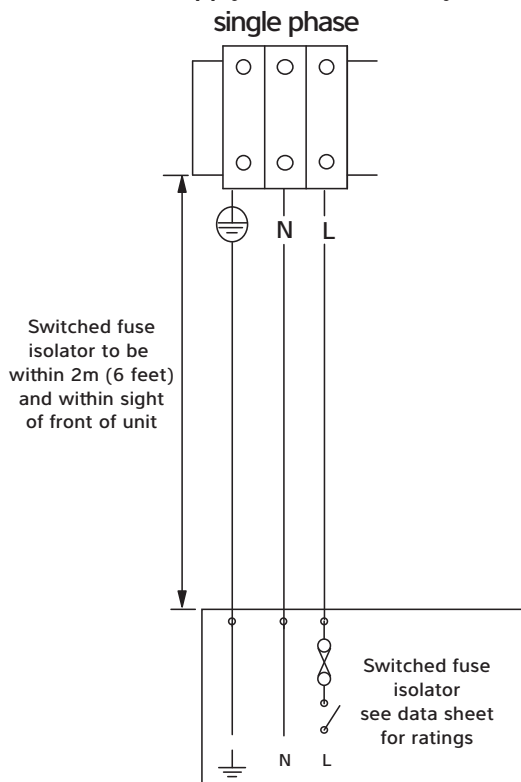 single phase
N L
Switched fuse
isolator to be
within 2m (6 feet)
and within sight
of front of unit
Switched fuse
isolator
see data sheet
for ratings
N L